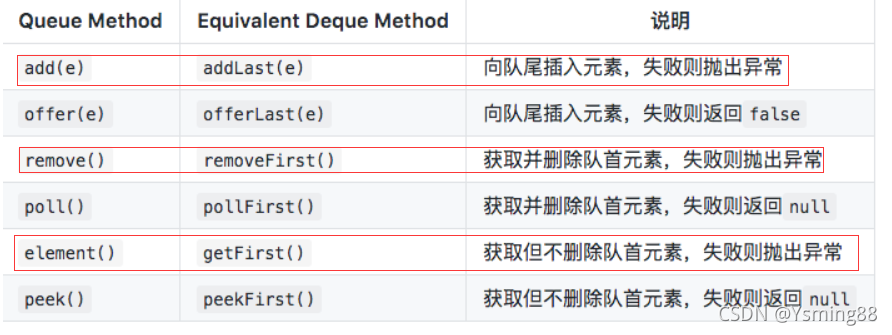 Queue Method Equivalent Deque Method 说明
add(e) addLast(e) 向队尾插入元素，失败则抛出异常
offer(e) offerLast(e) 向队尾插入元素，失败则返回 false
remove() removeFirst() 获取并删除队首元素，失败则抛出异常
poll() pollFirst() 获取并删除队首元素，失败则返回 null
element() getFirst() 获取但不删除队首元素，失败则抛出异常
peek() peekFirst() 获取但不删除队首元素，失败则返回 null
CSDN @Ysming88